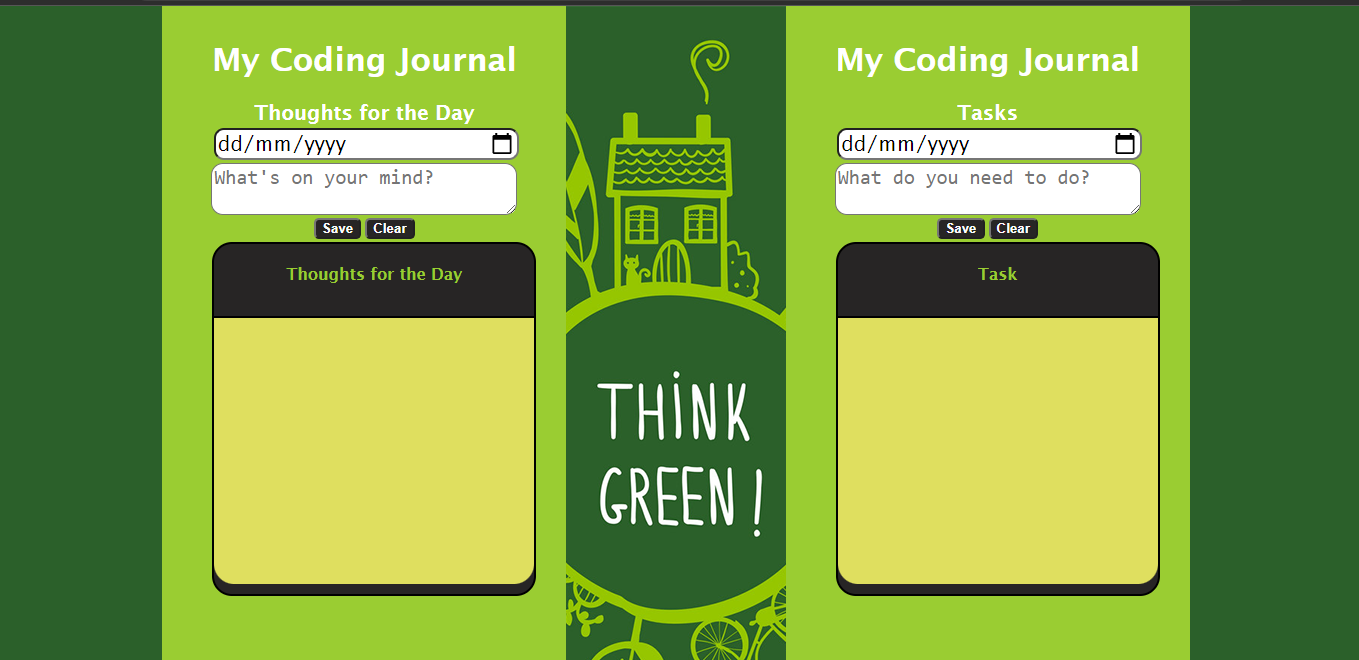 My Coding Journal
Thoughts for the Day
dd/mm/yyyy
What's on your mind?
Save Clear
Thoughts for the Day
THINK
GREEN!
My Coding Journal
Tasks
dd/mm/yyyy
What do you need to do?
Save Clear
Task